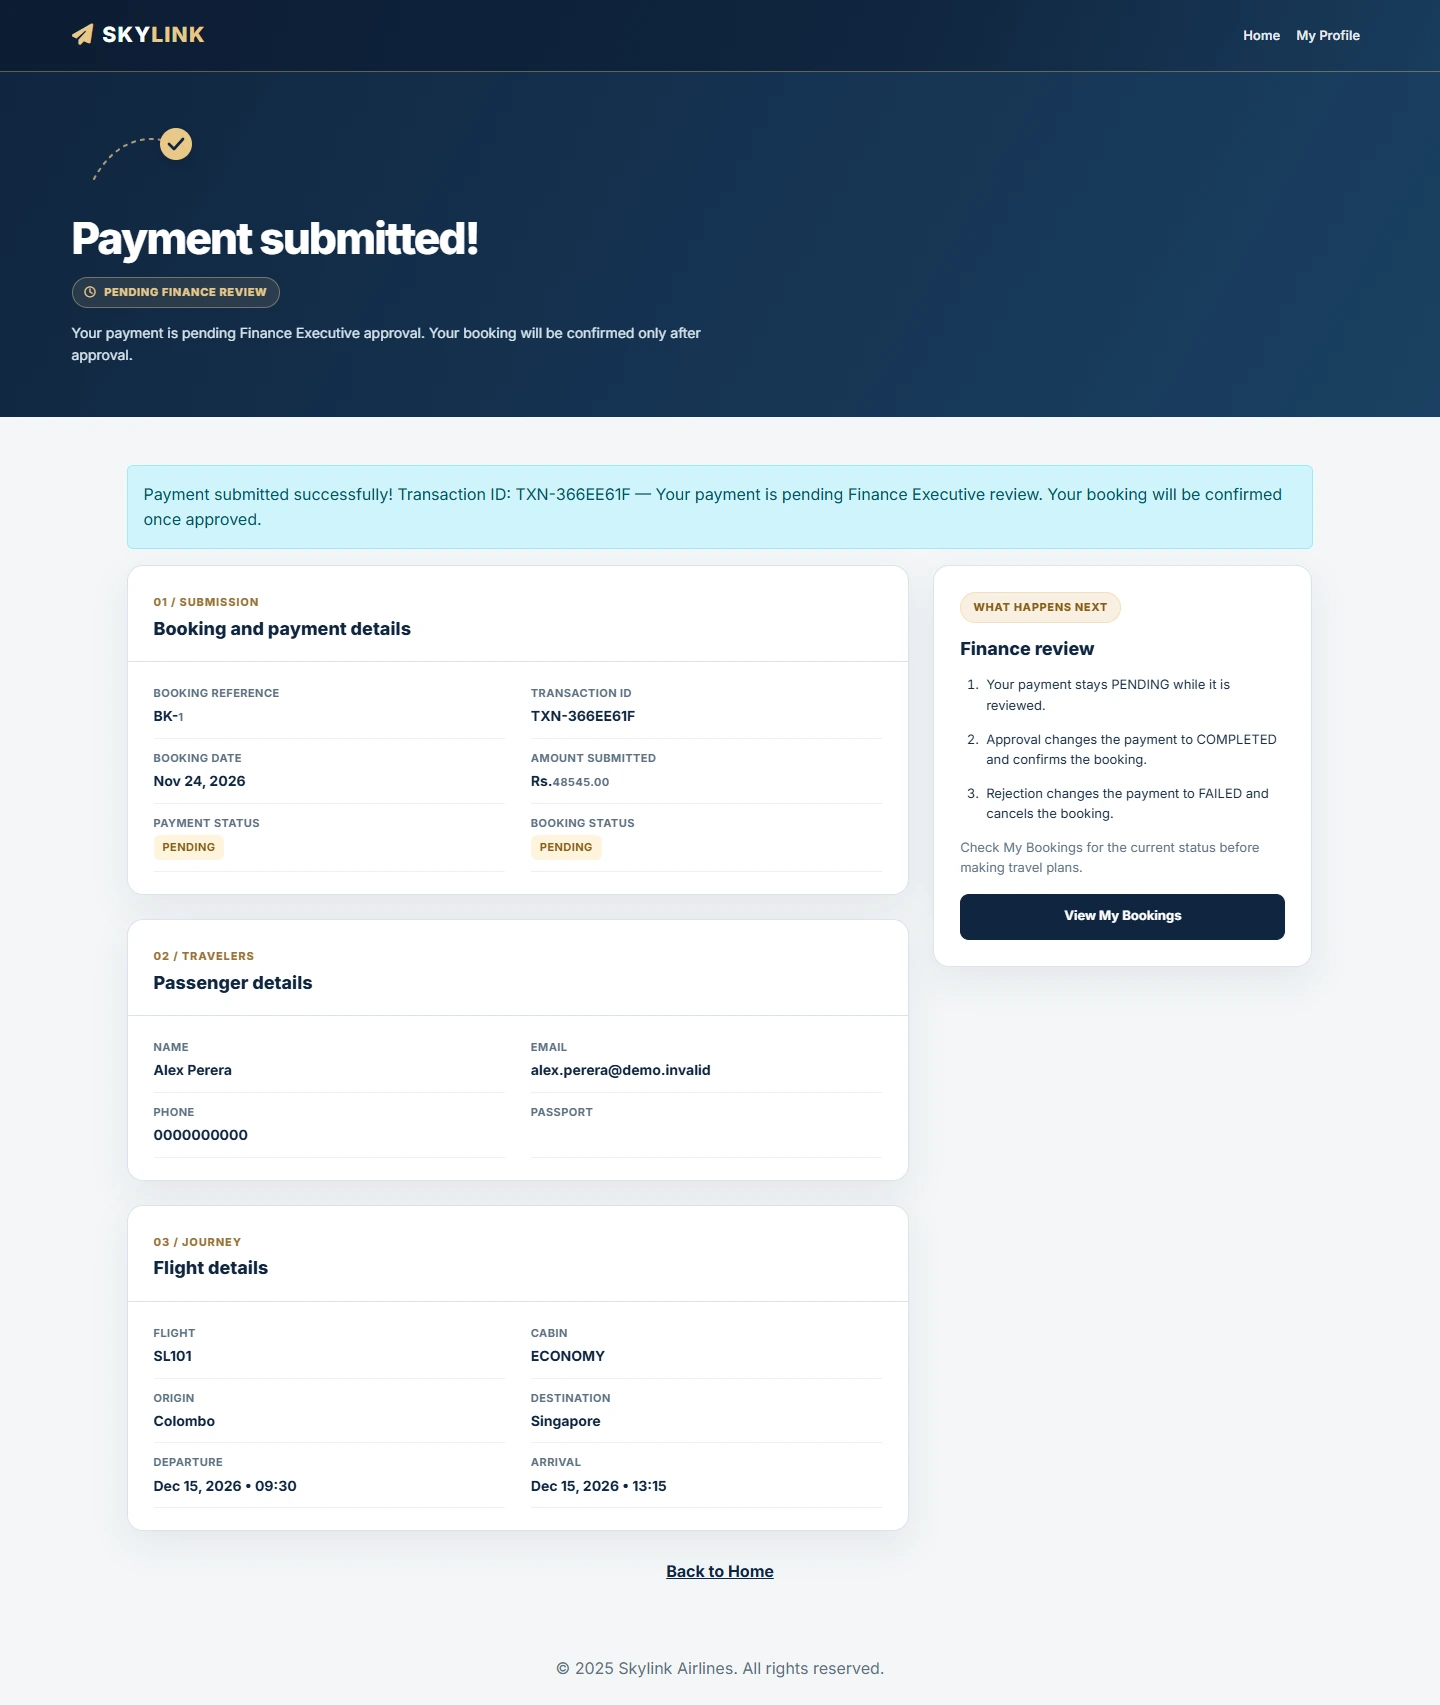 SKYLINK
Home My Profile
Payment submitted!
PENDING FINANCE REVIEW
Your payment is pending Finance Executive approval. Your booking will be confirmed only after
approval.
Payment submitted successfully! Transaction ID: TXN-366EE61F — Your payment is pending Finance Executive review. Your booking will be confirmed
once approved.
01 / SUBMISSION
Booking and payment details
BOOKING REFERENCE
BK-1
TRANSACTION ID
TXN-366EE61F
BOOKING DATE
Nov 24, 2026
AMOUNT SUBMITTED
Rs.48545.00
PAYMENT STATUS
PENDING
BOOKING STATUS
PENDING
WHAT HAPPENS NEXT
Finance review
1. Your payment stays PENDING while it is
reviewed.
2. Approval changes the payment to COMPLETED
and confirms the booking.
3. Rejection changes the payment to FAILED and
cancels the booking.
Check My Bookings for the current status before
making travel plans.
View My Bookings
02 / TRAVELERS
Passenger details
NAME
Alex Perera
EMAIL
alex.perera@demo.invalid
PHONE
0000000000
PASSPORT
03 / JOURNEY
Flight details
FLIGHT
SL101
CABIN
ECONOMY
ORIGIN
Colombo
DESTINATION
Singapore
DEPARTURE
Dec 15, 2026 • 09:30
ARRIVAL
Dec 15, 2026 • 13:15
Back to Home
© 2025 Skylink Airlines. All rights reserved.